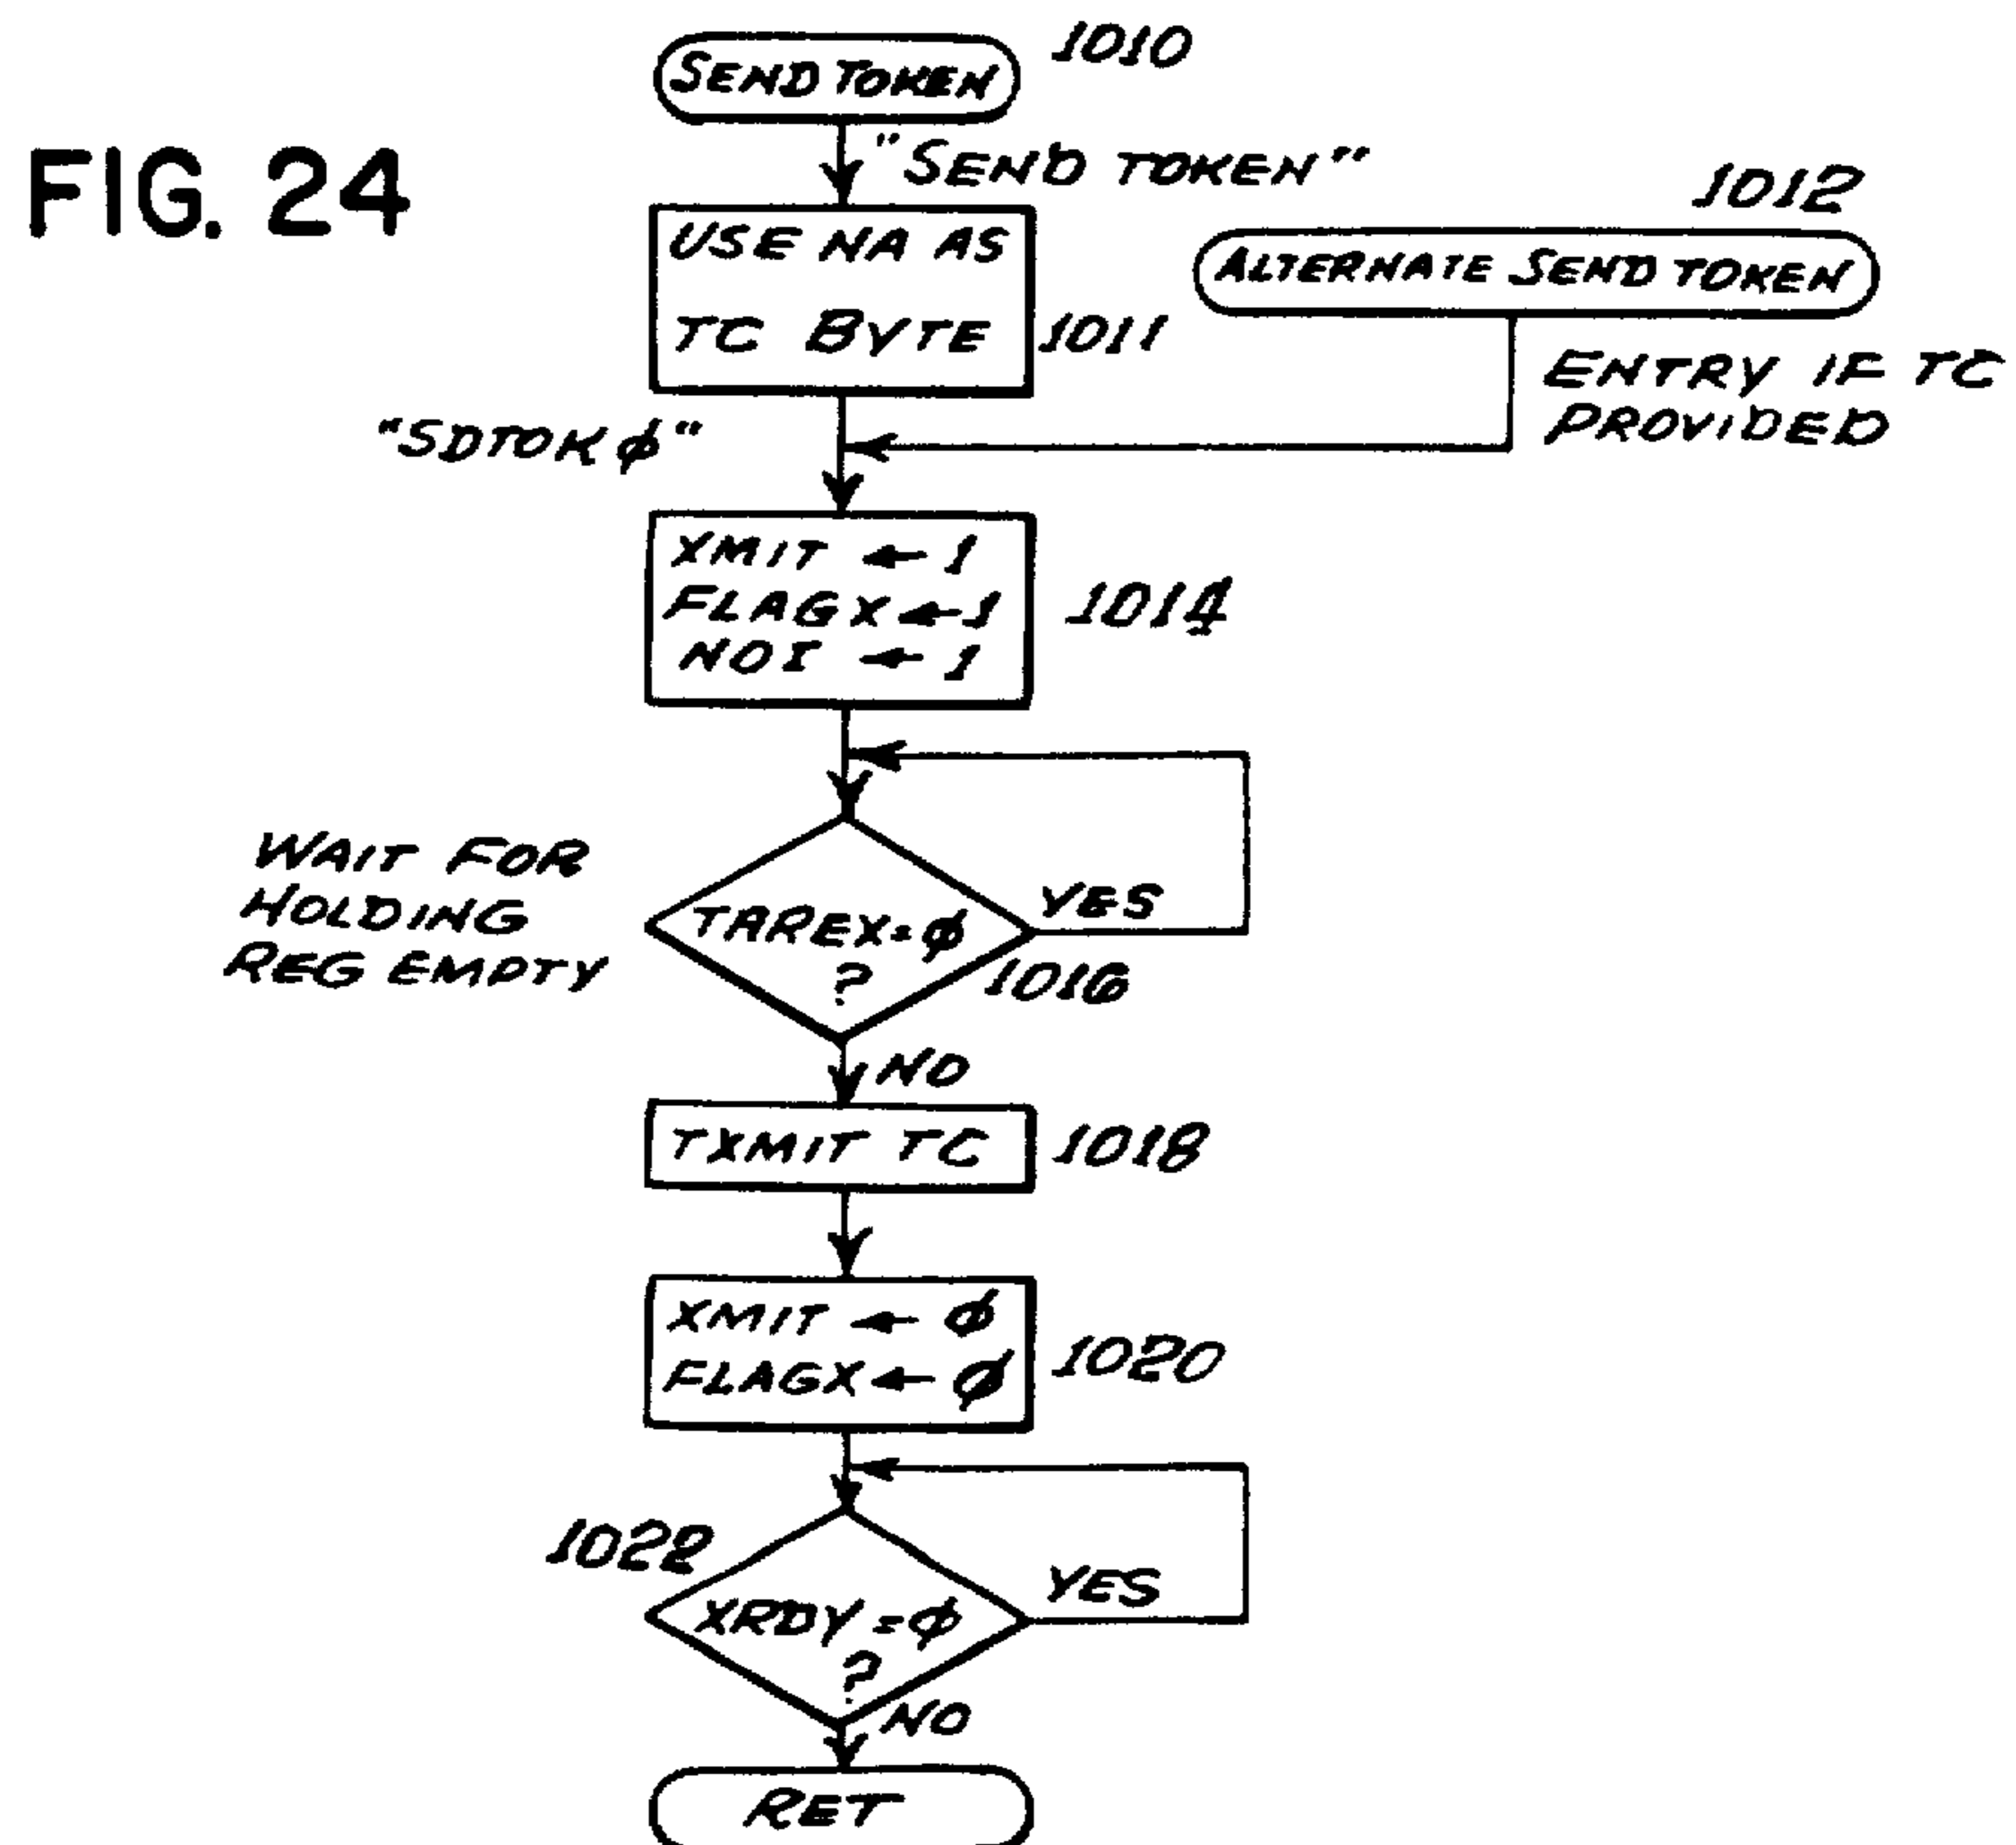 FIG. 24
SEND TOKEN
1010
"SEND TOKEN"
USE NA AS
TC BYTE
1011
1012
ALTERNATE SEND TOKEN
ENTRY IF TC
PROVIDED
"SDTOK ϕ"
XMIT ← 1
FLAGX ← 1
NOI ← 1
1014
WAIT FOR
HOLDING
REG EMPTY
TAREX=ϕ
?
YES
1016
NO
TXMIT TC
1018
XMIT ← ϕ
FLAGX ← ϕ
1020
1022
XRDY=ϕ
?
YES
NO
RET